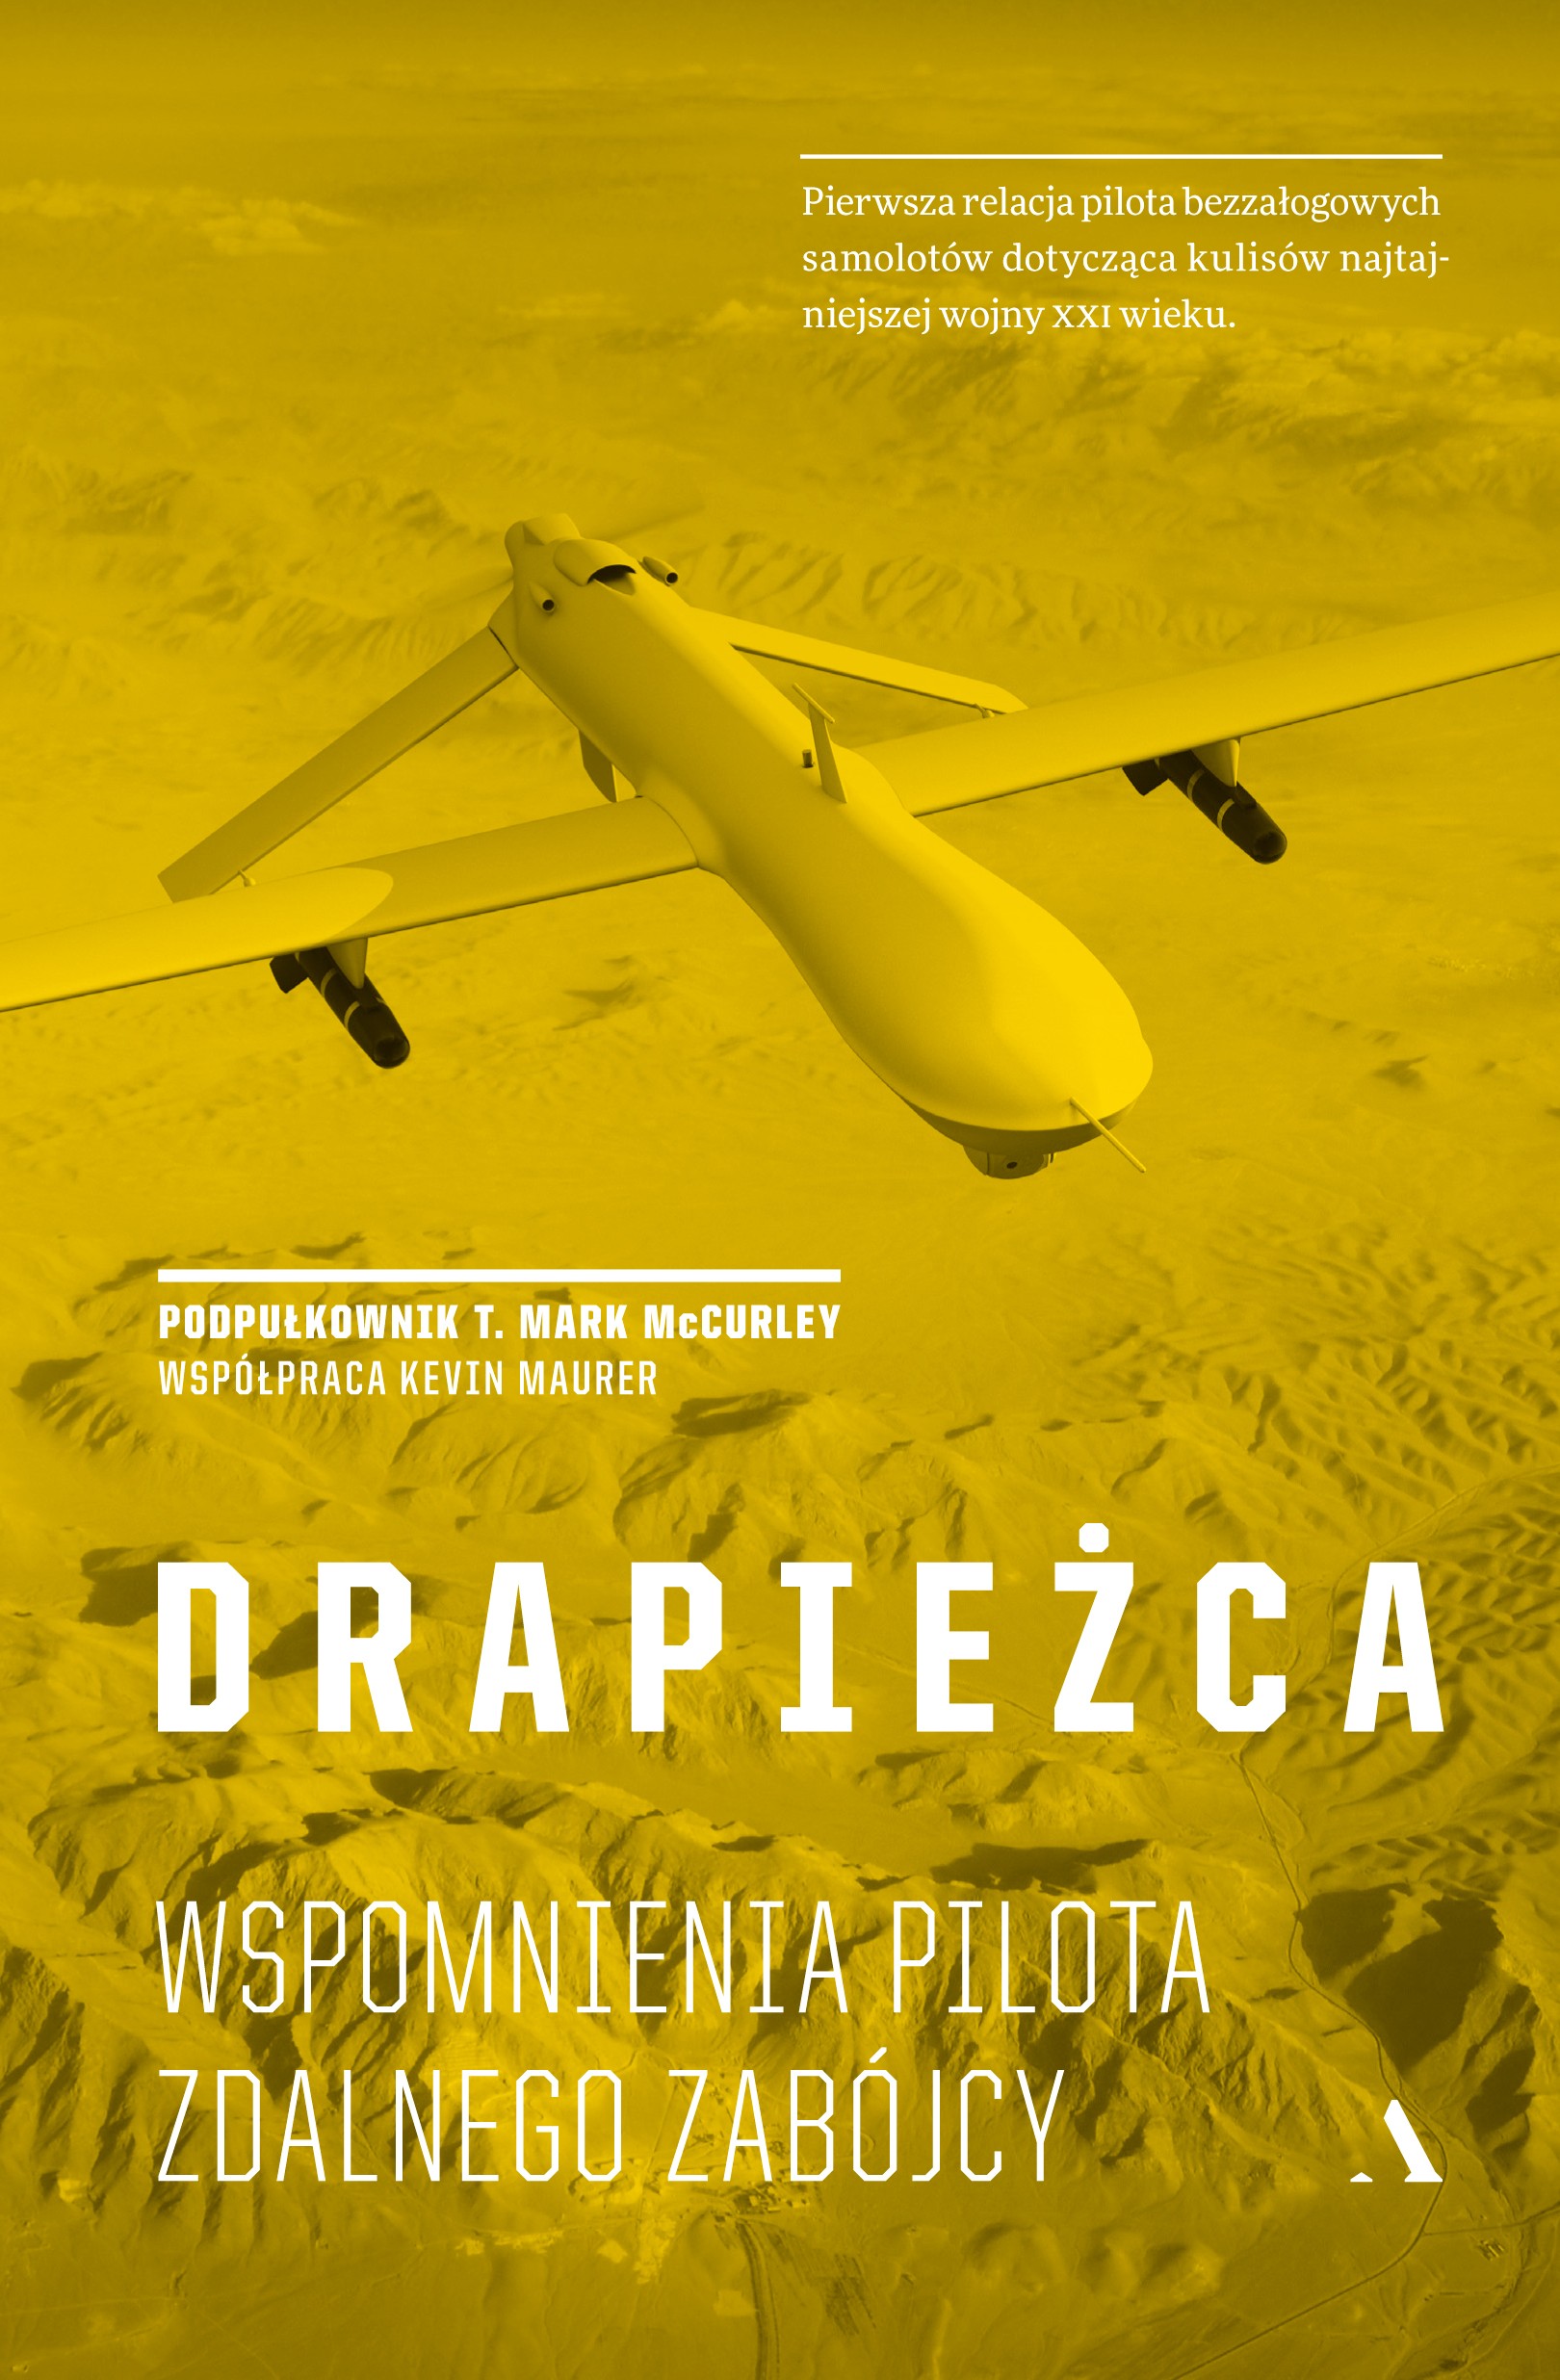 Pierwsza relacja pilota bezzałogowych
samolotów dotycząca kulisów najtaj-
niejszej wojny XXI wieku.
PODPUŁKOWNIK T. MARK McCURLEY
WSPÓŁPRACA KEVIN MAURER
DRAPIEŻCA
WSPOMNIENIA PILOTA
ZDALNEGO ZABÓJCY